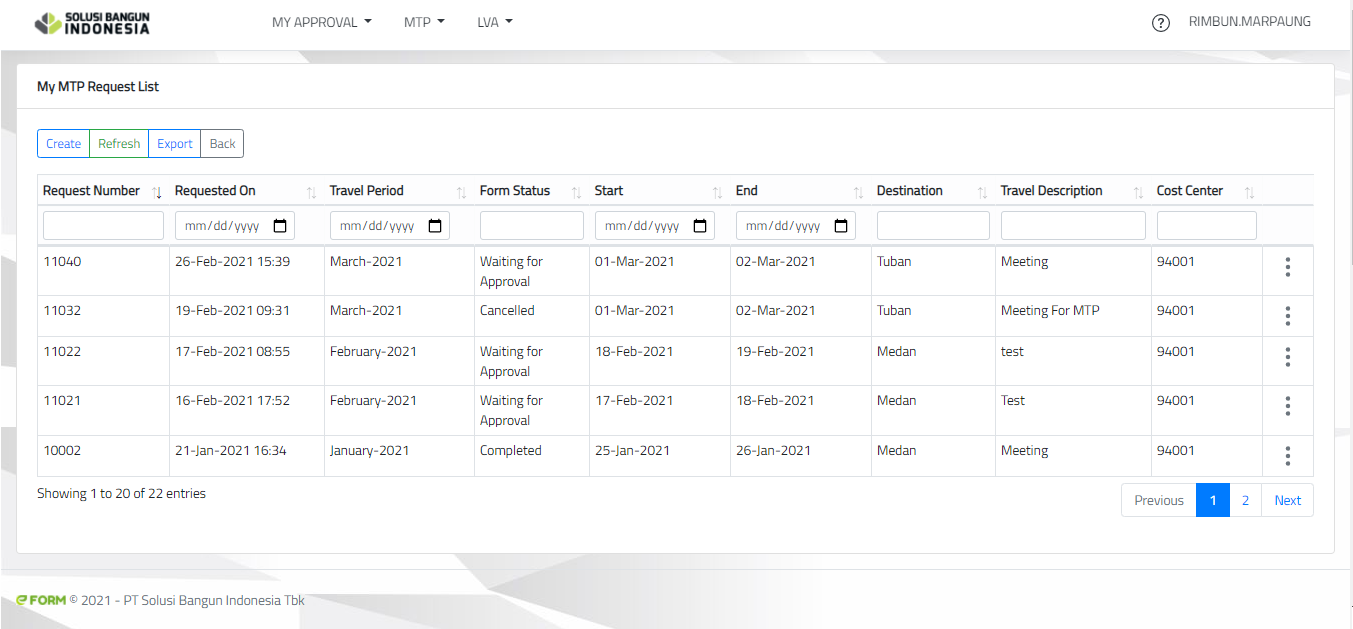 SOLUSI BANGUN
INDONESIA
MY APPROVAL MTP LVA ? RIMBUN.MARPAUNG
My MTP Request List
Create Refresh Export Back
Request Number Requested On Travel Period Form Status Start End Destination Travel Description Cost Center
mm/dd/yyyy mm/dd/yyyy mm/dd/yyyy mm/dd/yyyy
11040 26-Feb-2021 15:39 March-2021 Waiting for 01-Mar-2021 02-Mar-2021 Tuban Meeting 94001
Approval
11032 19-Feb-2021 09:31 March-2021 Cancelled 01-Mar-2021 02-Mar-2021 Tuban Meeting For MTP 94001
11022 17-Feb-2021 08:55 February-2021 Waiting for 18-Feb-2021 19-Feb-2021 Medan test 94001
Approval
11021 16-Feb-2021 17:52 February-2021 Waiting for 17-Feb-2021 18-Feb-2021 Medan Test 94001
Approval
10002 21-Jan-2021 16:34 January-2021 Completed 25-Jan-2021 26-Jan-2021 Medan Meeting 94001
Showing 1 to 20 of 22 entries
Previous 1 2 Next
e FORM © 2021 - PT Solusi Bangun Indonesia Tbk